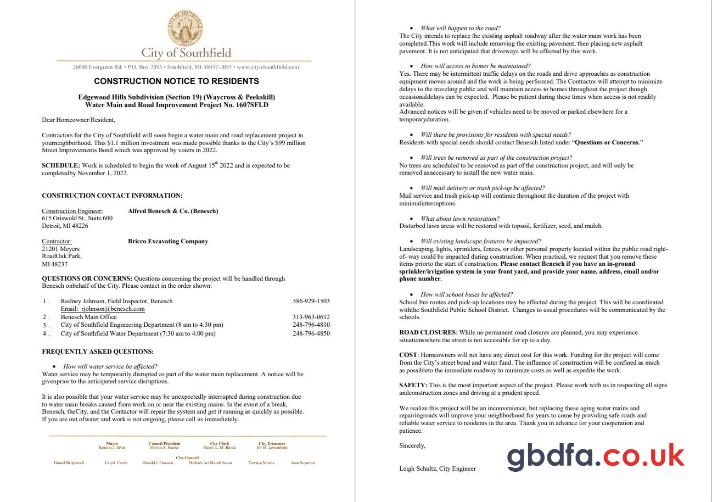 CITY OF SOUTHFIELD
City of Southfield
26000 Evergreen Rd. • P.O. Box 2055 • Southfield, MI 48037-2055 • www.cityofsouthfield.com
CONSTRUCTION NOTICE TO RESIDENTS
Edgewood Hills Subdivision (Section 19) (Waycross & Peekskill)
Water Main and Road Improvement Project No. 1607SFLD
Dear Homeowner/Resident,
Contractors for the City of Southfield will soon begin a water main and road replacement project in
yourneighborhood. This $1.1 million investment was made possible thanks to the City's $99 million
Street Improvements Bond which was approved by voters in 2022.
SCHEDULE: Work is scheduled to begin the week of August 15th 2022 and is expected to be
completed by November 1, 2022.
CONSTRUCTION CONTACT INFORMATION:
Construction Engineer: Alfred Benesch & Co. (Benesch)
615 Griswold St., Suite 600
Detroit, MI 48226
Contractor: Bricco Excavating Company
21201 Meyers
RoadOak Park,
MI 48237
QUESTIONS OR CONCERNS: Questions concerning the project will be handled through
Benesch onbehalf of the City. Please contact in the order shown:
1 . Rodney Johnson, Field Inspector, Benesch 586-929-1503
Email: rjohnson@benesch.com
2 . Benesch Main Office 313-963-0612
3 . City of Southfield Engineering Department (8 am to 4:30 pm) 248-796-4810
4 . City of Southfield Water Department (7:30 am to 4:00 pm) 248-796-4850
FREQUENTLY ASKED QUESTIONS:
• How will water service be affected?
Water service may be temporarily disrupted as part of the water main replacement. A notice will be
givenprior to the anticipated service disruptions.
It is also possible that your water service may be unexpectedly interrupted during construction due
to water main breaks caused from work on or near the existing mains. In the event of a break,
Benesch, theCity, and the Contactor will repair the system and get it running as quickly as possible.
If you are out of water and work is not ongoing, please call us immediately.
Mayor Council President City Clerk City Treasurer
City Council
• What will happen to the road?
The City intends to replace the existing asphalt roadway after the water main work has been
completed.This work will include removing the existing pavement, then placing new asphalt
pavement. It is not anticipated that driveways will be affected by this work.
• How will access to homes be maintained?
Yes. There may be intermittent traffic delays on the roads and drive approaches as construction
equipment moves around and the work is being performed. The Contractor will attempt to minimize
delays to the traveling public and will maintain access to homes throughout the project though
occasionaldelays can be expected. Please be patient during these times when access is not readily
available.
Advanced notices will be given if vehicles need to be moved or parked elsewhere for a
temporaryduration.
• Will there be provisions for residents with special needs?
Residents with special needs should contact Benesch listed under "Questions or Concerns."
• Will trees be removed as part of the construction project?
No trees are scheduled to be removed as part of the construction project, and will only be
removed asnecessary to install the new water main.
• Will mail delivery or trash pick-up be affected?
Mail service and trash pick-up will continue throughout the duration of the project with
minimalinterruptions.
• What about lawn restoration?
Disturbed lawn areas will be restored with topsoil, fertilizer, seed, and mulch.
• Will existing landscape features be impacted?
Landscaping, lights, sprinklers, fences, or other personal property located within the public road right-
of- way could be impacted during construction. When practical, we request that you remove these
items priorto the start of construction. Please contact Benesch if you have an in-ground
sprinkler/irrigation system in your front yard, and provide your name, address, email and/or
phone number.
• How will school buses be affected?
School bus routes and pick-up locations may be affected during the project. This will be coordinated
withthe Southfield Public School District. Changes to usual procedures will be communicated by the
schools.
ROAD CLOSURES: While no permanent road closures are planned, you may experience
situationswhere the street is not accessible for up to a day.
COST: Homeowners will not have any direct cost for this work. Funding for the project will come
from the City's street bond and water fund. The influence of construction will be confined as much
as possibleto the immediate roadway to minimize costs as well as expedite the work.
SAFETY: This is the most important aspect of the project. Please work with us in respecting all signs
andconstruction zones and driving at a prudent speed.
We realize this project will be an inconvenience, but replacing these aging water mains and
repairingroads will improve your neighborhood for years to come by providing safe roads and
reliable water service to residents in the area. Thank you in advance for your cooperation and
patience.
Sincerely,
Leigh Schultz, City Engineer
gbdfa.co.uk